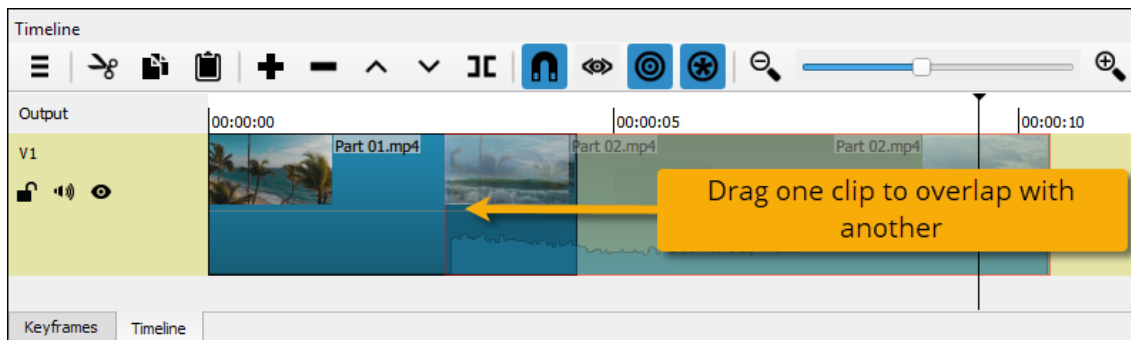 Timeline
Output
00:00:00
00:00:05
00:00:10
V1
Part 01.mp4
Part 02.mp4
Part 02.mp4
Drag one clip to overlap with
another
Keyframes
Timeline